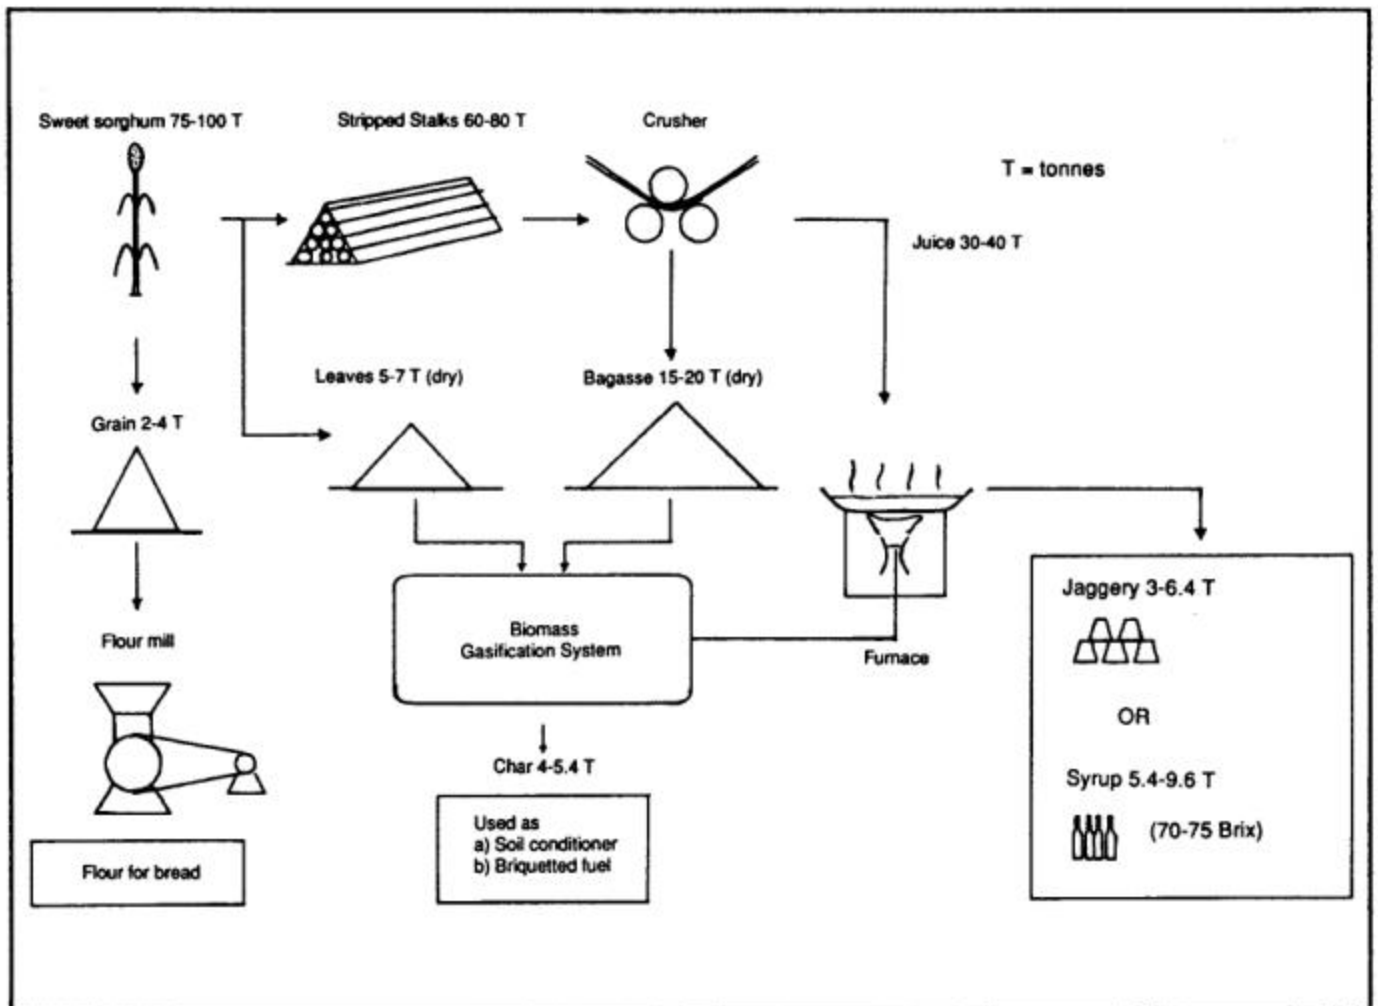 Sweet sorghum 75-100 T
Stripped Stalks 60-80 T
Crusher
T = tonnes
Juice 30-40 T
Leaves 5-7 T (dry)
Bagasse 15-20 T (dry)
Grain 2-4 T
Flour mill
Biomass
Gasification System
Furnace
Jaggery 3-6.4 T
OR
Syrup 5.4-9.6 T
(70-75 Brix)
Char 4-5.4 T
Used as
a) Soil conditioner
b) Briquetted fuel
Flour for bread